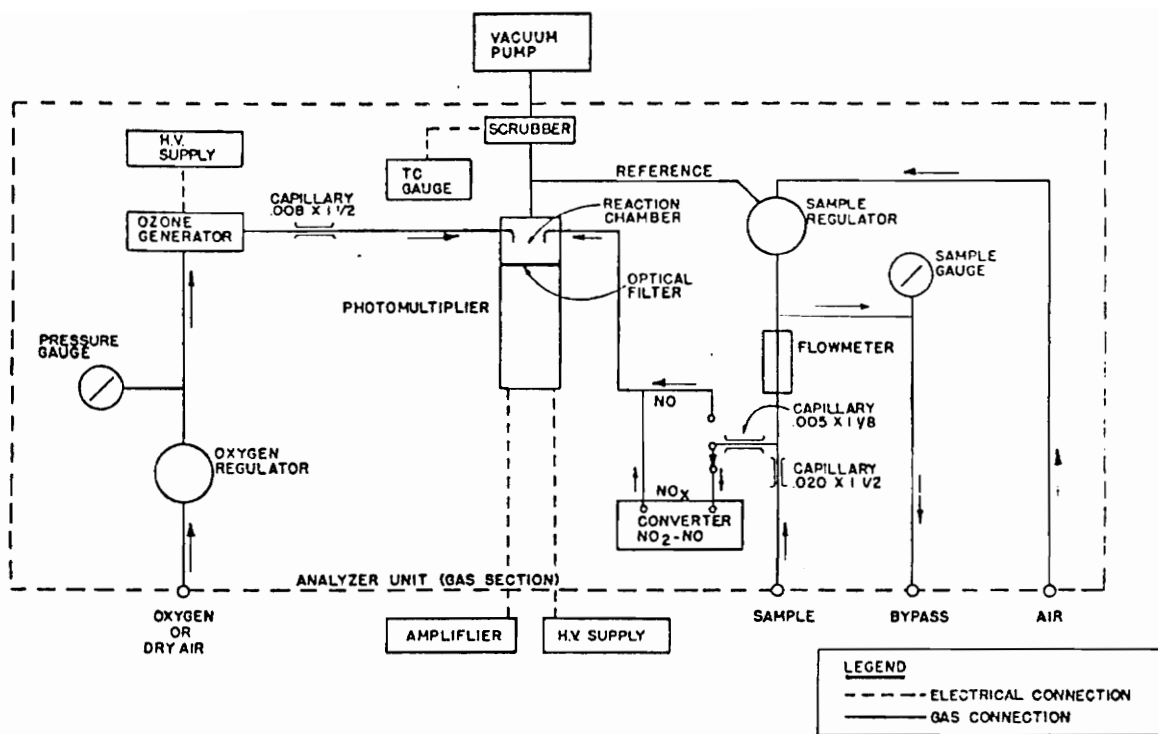 VACUUM
PUMP
SCRUBBER
H.V.
SUPPLY
TC
GAUGE
REFERENCE
CAPILLARY
.008 X 1 1/2
REACTION
CHAMBER
SAMPLE
REGULATOR
OZONE
GENERATOR
SAMPLE
GAUGE
OPTICAL
FILTER
PHOTOMULTIPLIER
PRESSURE
GAUGE
FLOWMETER
NO
CAPILLARY
.005 X 1 1/8
OXYGEN
REGULATOR
CAPILLARY
.020 X 1 1/2
NOX
CONVERTER
NO2-NO
ANALYZER UNIT (GAS SECTION)
OXYGEN
OR
DRY AIR
AMPLIFLIER
H.V. SUPPLY
SAMPLE
BYPASS
AIR
LEGEND
ELECTRICAL CONNECTION
GAS CONNECTION